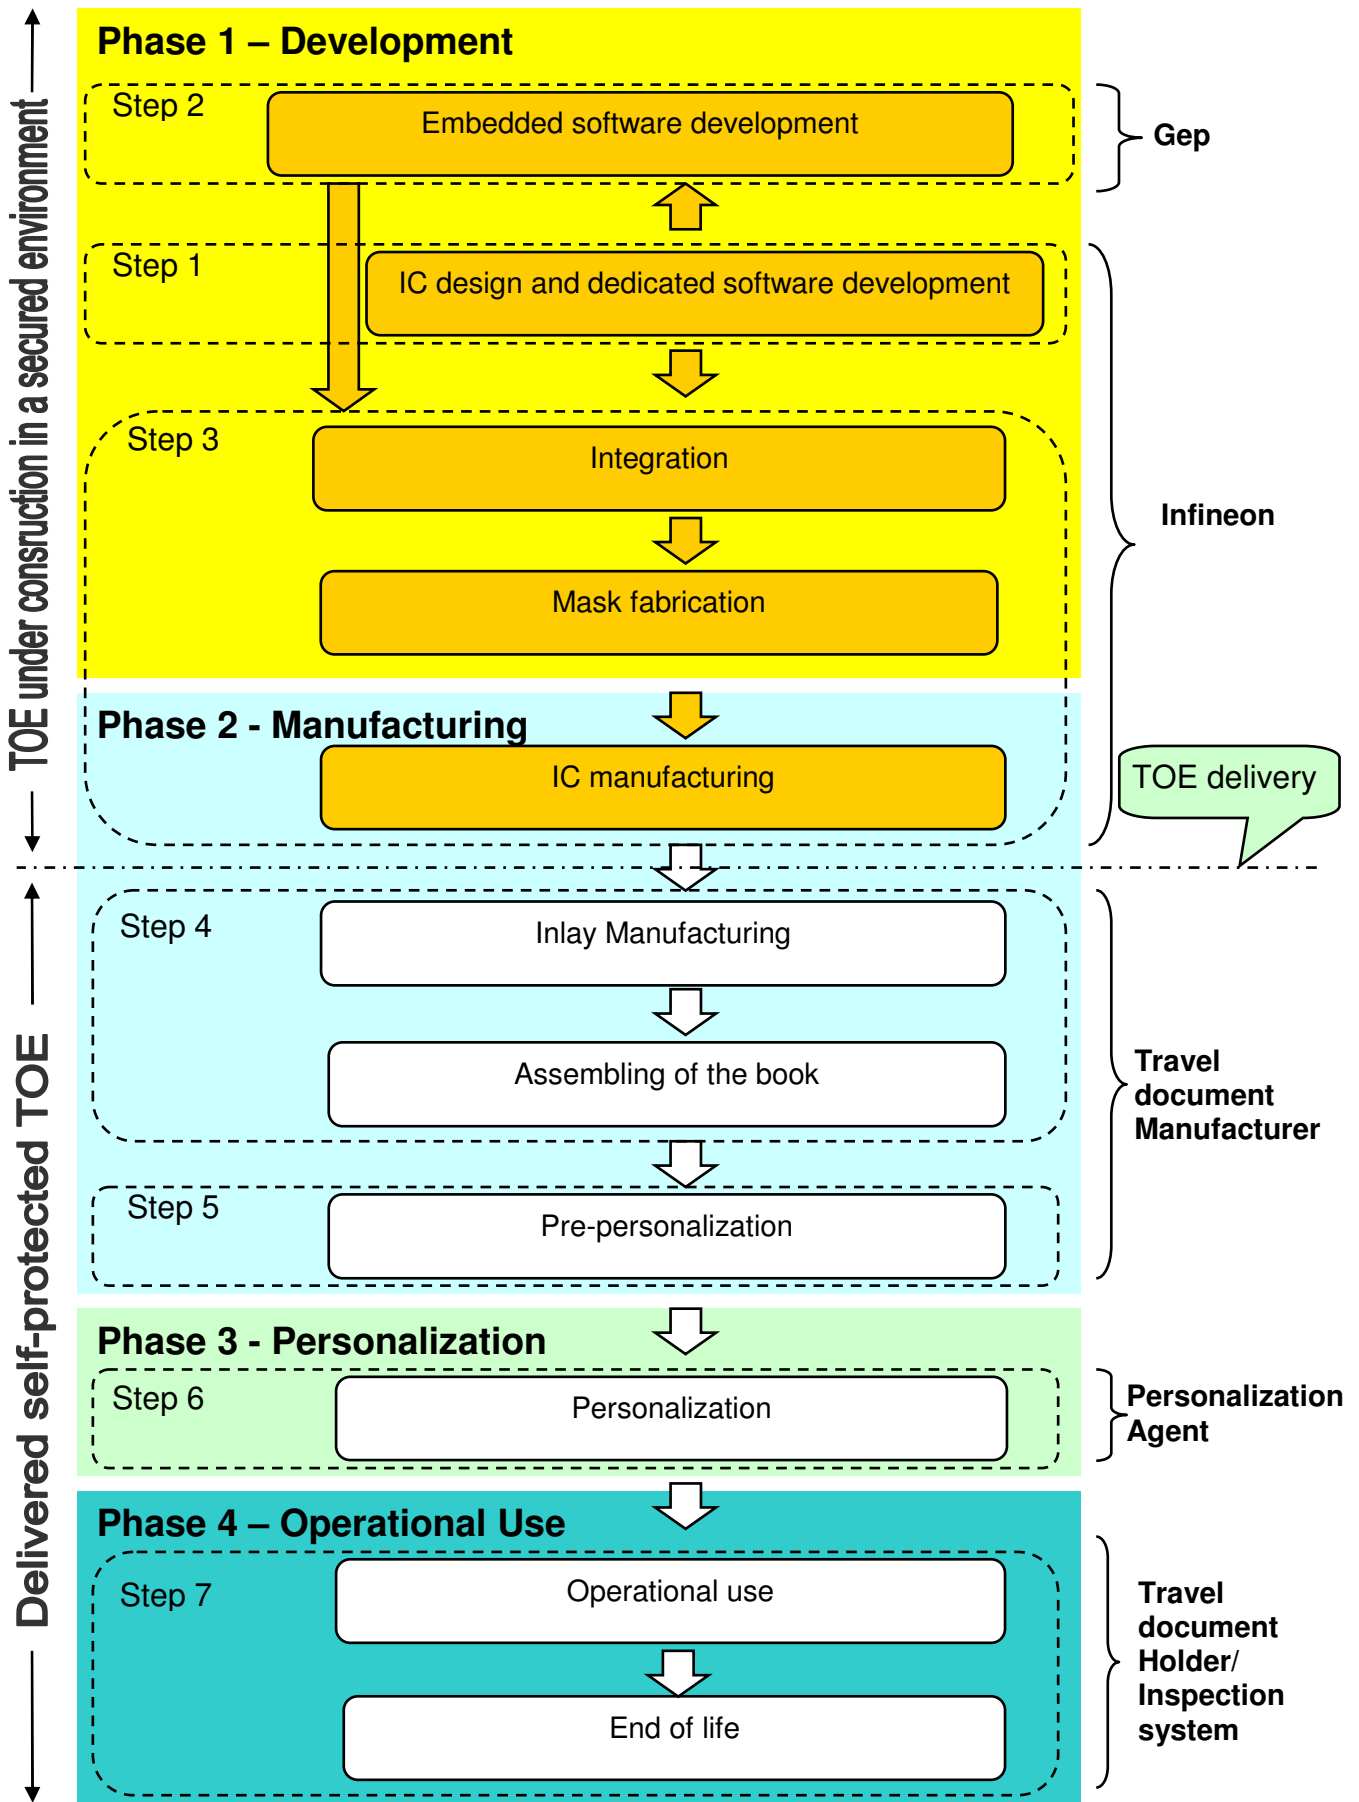 TOE under consruction in a secured environment
Phase 1 – Development
Step 2
Embedded software development
Gep
Step 1
IC design and dedicated software development
Step 3
Integration
Infineon
Mask fabrication
Phase 2 - Manufacturing
IC manufacturing
TOE delivery
Delivered self-protected TOE
Step 4
Inlay Manufacturing
Assembling of the book
Travel
document
Manufacturer
Step 5
Pre-personalization
Phase 3 - Personalization
Step 6
Personalization
Personalization
Agent
Phase 4 – Operational Use
Step 7
Operational use
Travel
document
Holder/
Inspection
system
End of life